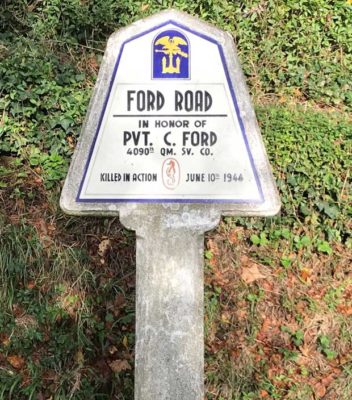 FORD ROAD
IN HONOR OF
PVT. C. FORD
4090TH QM. SV. CO.
KILLED IN ACTION JUNE 10TH 1944